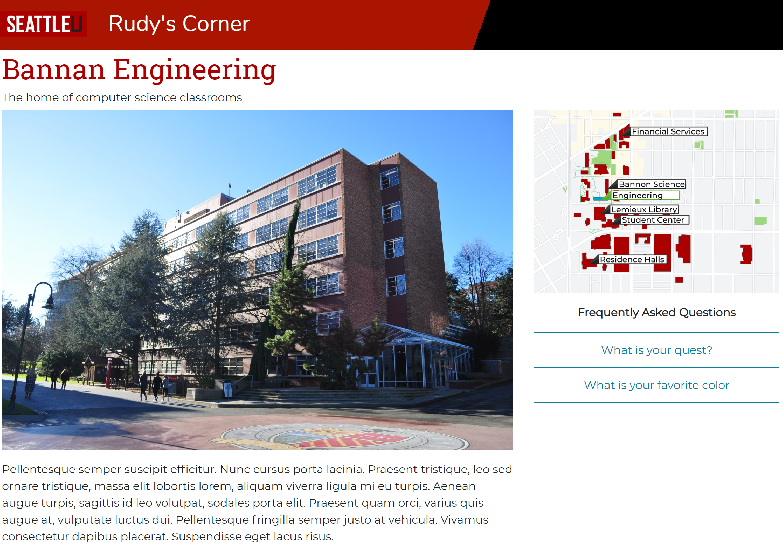 SEATTLEU
Rudy's Corner
Bannan Engineering
The home of computer science classrooms
Financial Services
Bannon Science
Engineering
Lemieux Library
Student Center
Residence Halls
Frequently Asked Questions
What is your quest?
What is your favorite color
Pellentesque semper suscipit efficitur. Nunc cursus porta lacinia. Praesent tristique, leo sed
ornare tristique, massa elit lobortis lorem, aliquam viverra ligula mi eu turpis. Aenean
augue turpis, sagittis id leo volutpat, sodales porta elit. Praesent quam orci, varius quis
augue at, vulputate luctus dui. Pellentesque fringilla semper justo at vehicula. Vivamus
consectetur dapibus placerat. Suspendisse eget lacus risus.